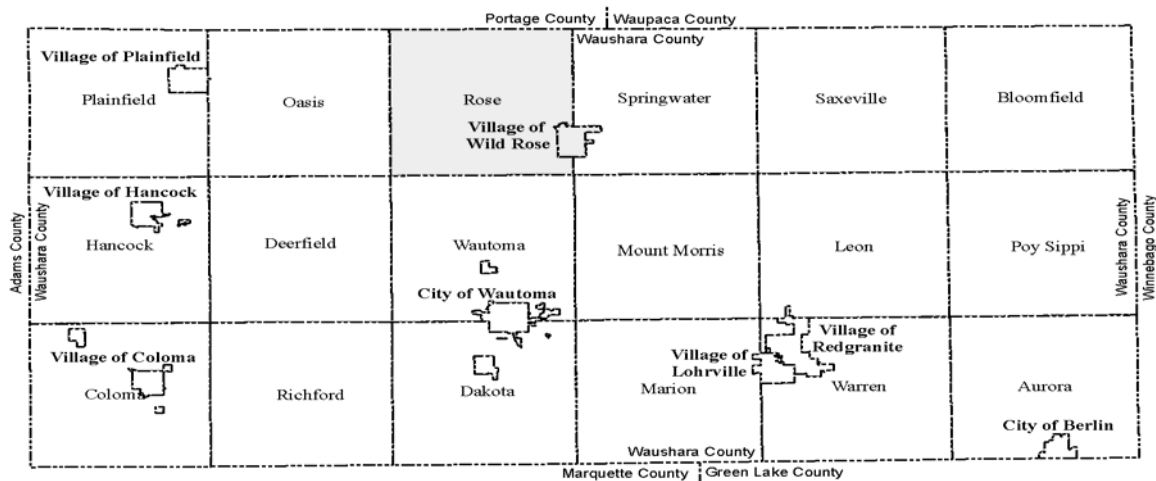 Portage County
Waupaca County
Waushara County
Village of Plainfield
Plainfield
Oasis
Rose
Springwater
Saxeville
Bloomfield
Village of
Wild Rose
Village of Hancock
Hancock
Deerfield
Wautoma
Mount Morris
Leon
Poy Sippi
Adams County
Waushara County
Waushara County
Winnebago County
City of Wautoma
Village of Coloma
Coloma
Richford
Dakota
Village of
Lohrville
Marion
Village of
Redgranite
Warren
Aurora
City of Berlin
Waushara County
Marquette County
Green Lake County